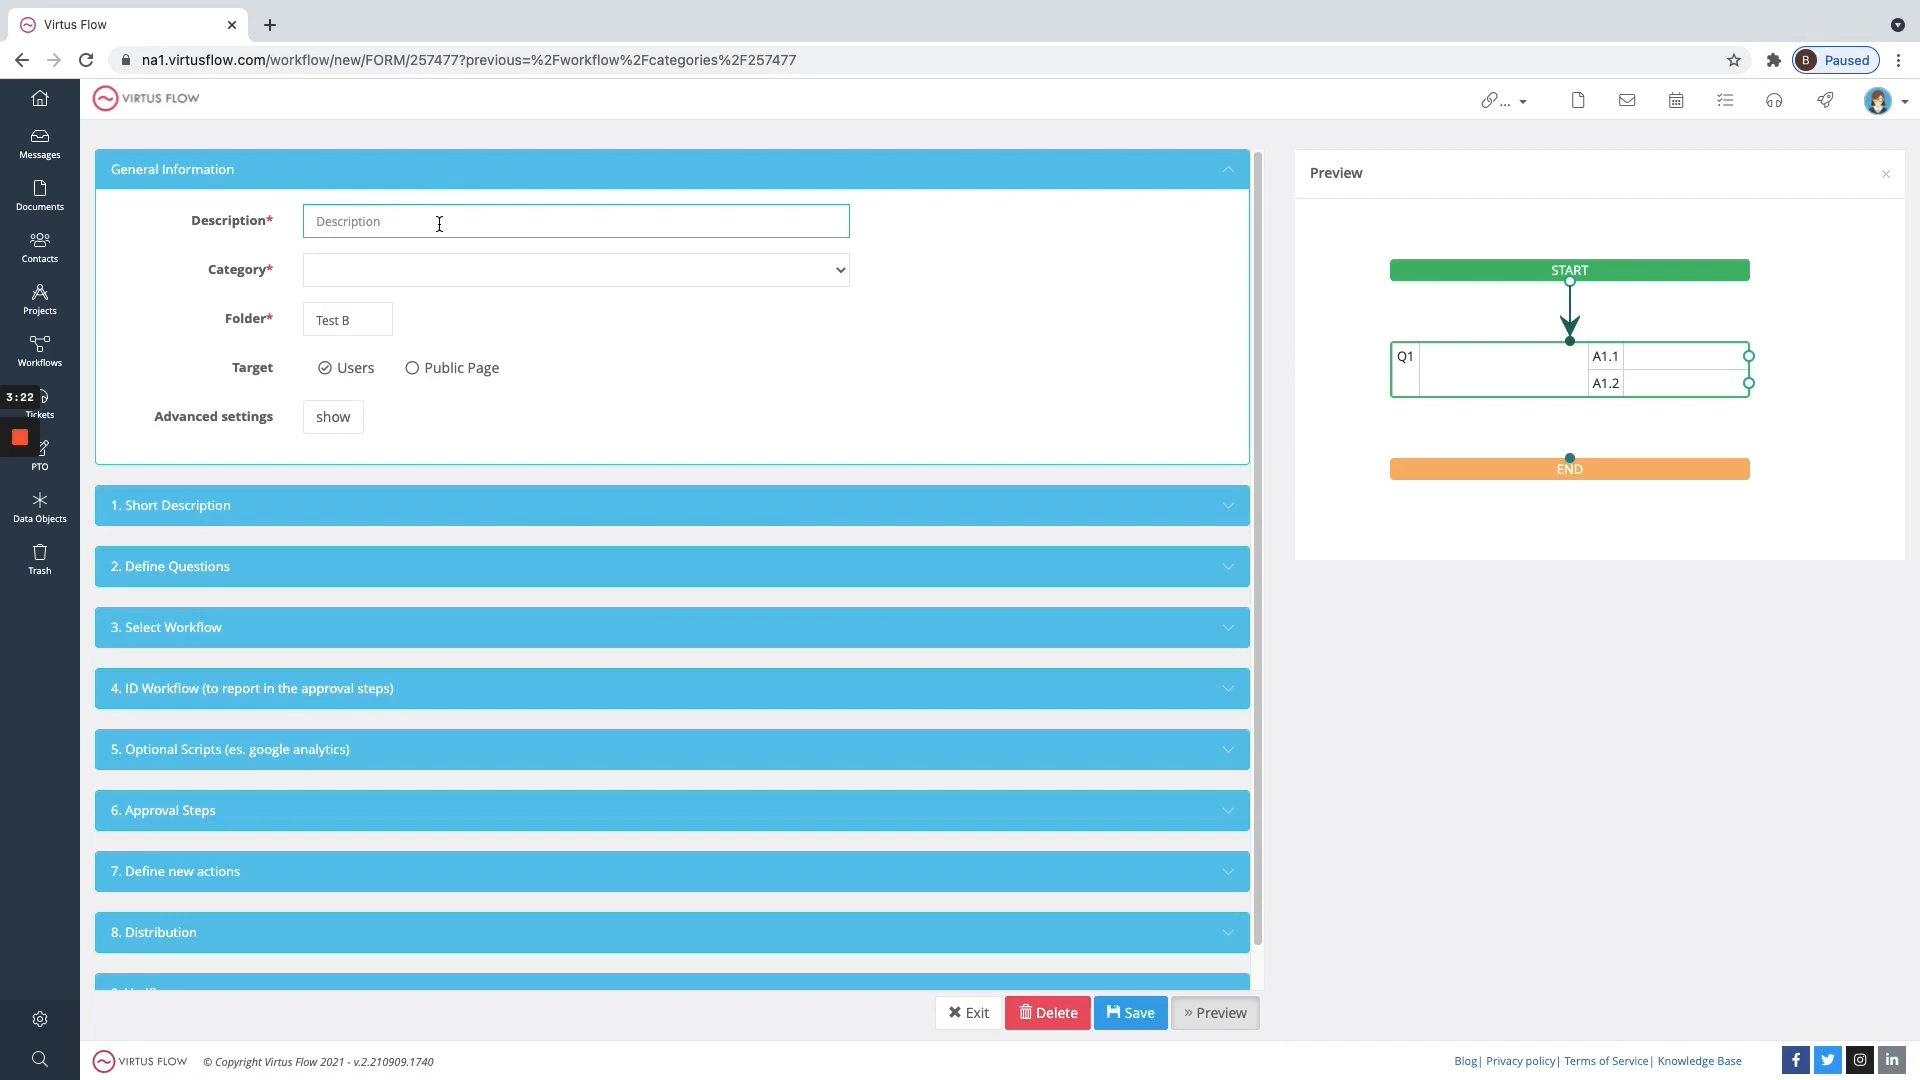 Virtus Flow
na1.virtusflow.com/workflow/new/FORM/257477?previous=%2Fworkflow%2Fcategories%2F257477
B Paused
VIRTUS FLOW
...
Messages
Documents
Contacts
Projects
Workflows
3:22
Tickets
PTO
Data Objects
Trash
General Information
Description*
Description
Category*
Folder*
Test B
Target
Users
Public Page
Advanced settings
show
1. Short Description
2. Define Questions
3. Select Workflow
4. ID Workflow (to report in the approval steps)
5. Optional Scripts (es. google analytics)
6. Approval Steps
7. Define new actions
8. Distribution
Preview
START
Q1
A1.1
A1.2
END
Exit
Delete
Save
» Preview
VIRTUS FLOW
© Copyright Virtus Flow 2021 - v.2.210909.1740
Blog| Privacy policy| Terms of Service| Knowledge Base